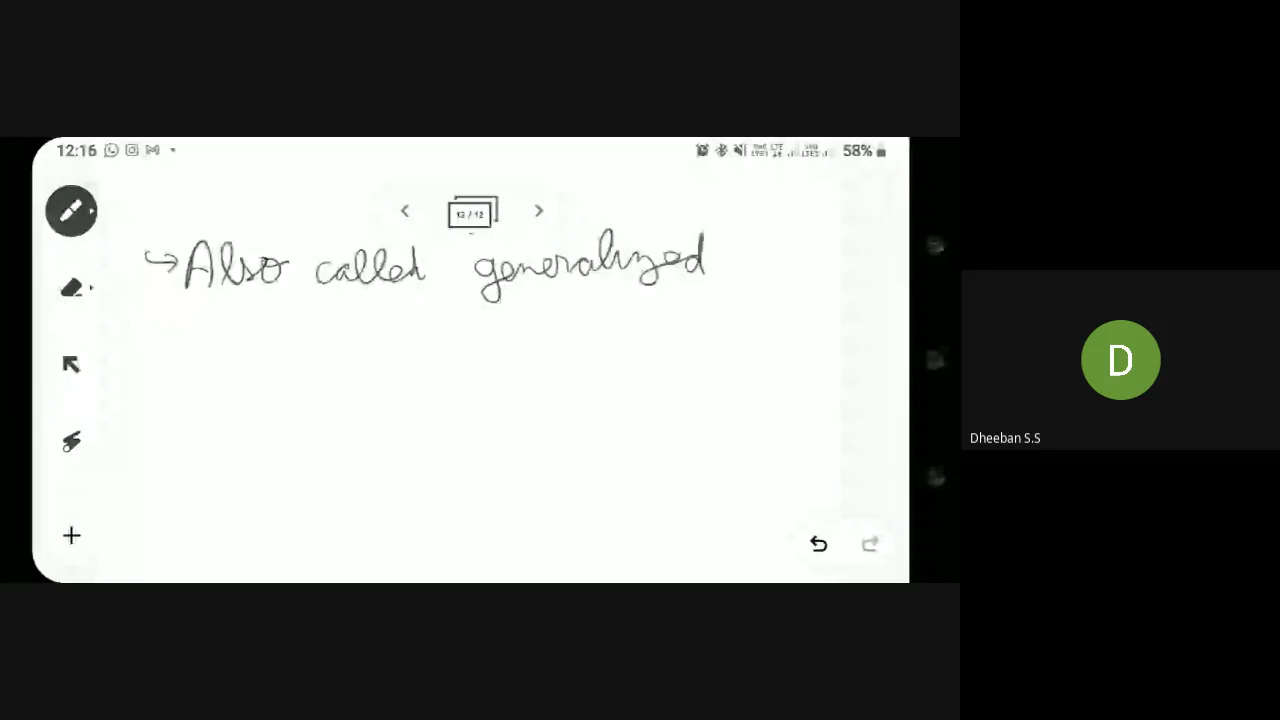 12:16 58%
12/12
↪Also called generalized
D
Dheeban S.S